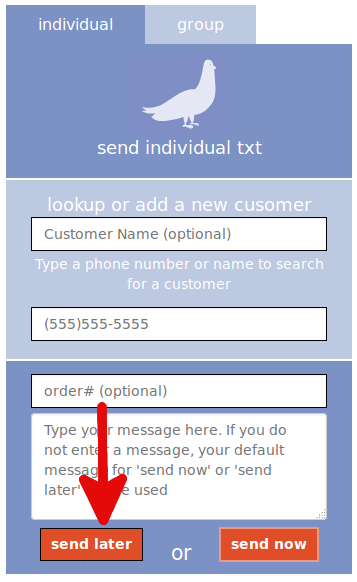 individual
group
send individual txt
lookup or add a new cusomer
Customer Name (optional)
Type a phone number or name to search
for a customer
(555)555-5555
order# (optional)
Type your message here. If you do
not enter a message, your default
message for 'send now' or 'send
later' used
send later
or
send now